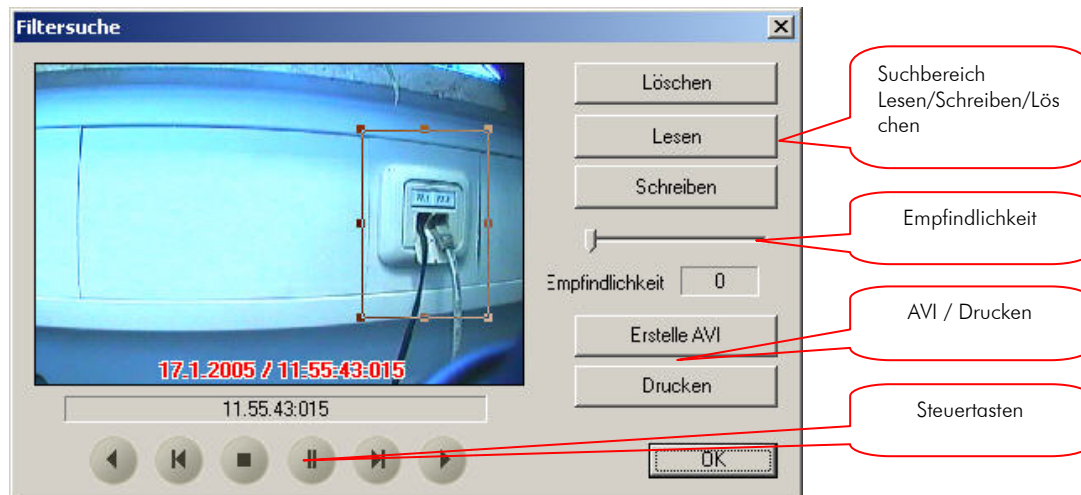 Filtersuche
Löschen
Lesen
Schreiben
Empfindlichkeit 0
Erstelle AVI
Drucken
17.1.2005 / 11:55:43:015
11.55.43:015
OK
Suchbereich
Lesen/Schreiben/Lös
chen
Empfindlichkeit
AVI / Drucken
Steuertasten